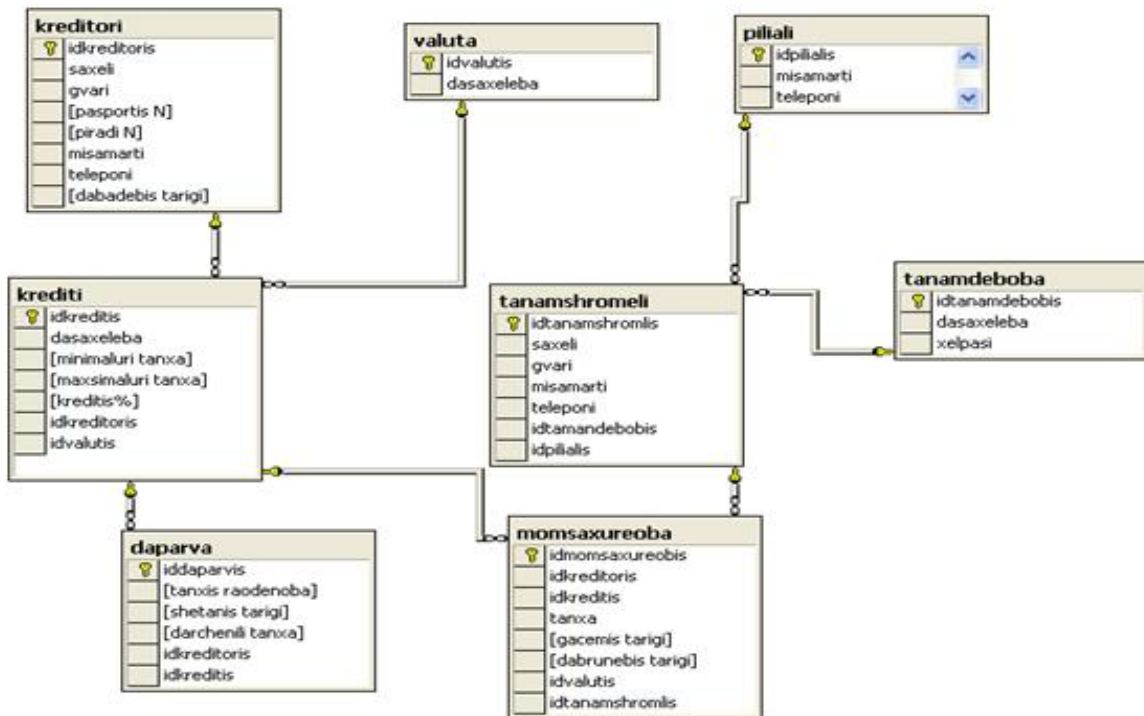 kreditori
idkreditoris
saxeli
gvari
[pasportis N]
[piradi N]
misamarti
teleponi
[dabadebis tarigi]
valuta
idvalutis
dasaxeleba
piliali
idpilialis
misamarti
teleponi
krediti
idkreditis
dasaxeleba
[minimaluri tanxa]
[maxsimaluri tanxa]
[kreditis%]
idkreditoris
idvalutis
tanamshromeli
idtanamshromlis
saxeli
gvari
misamarti
teleponi
idtamandebobis
idpilialis
tanamdeboba
idtanamdebobis
dasaxeleba
xelpasi
daparva
iddaparvis
[tanxis raodenoba]
[shetanis tarigi]
[darchenili tanxa]
idkreditoris
idkreditis
momsaxureoba
idmomsaxureobis
idkreditoris
idkreditis
tanxa
[gacemis tarigi]
[dabrunebis tarigi]
idvalutis
idtanamshromlis